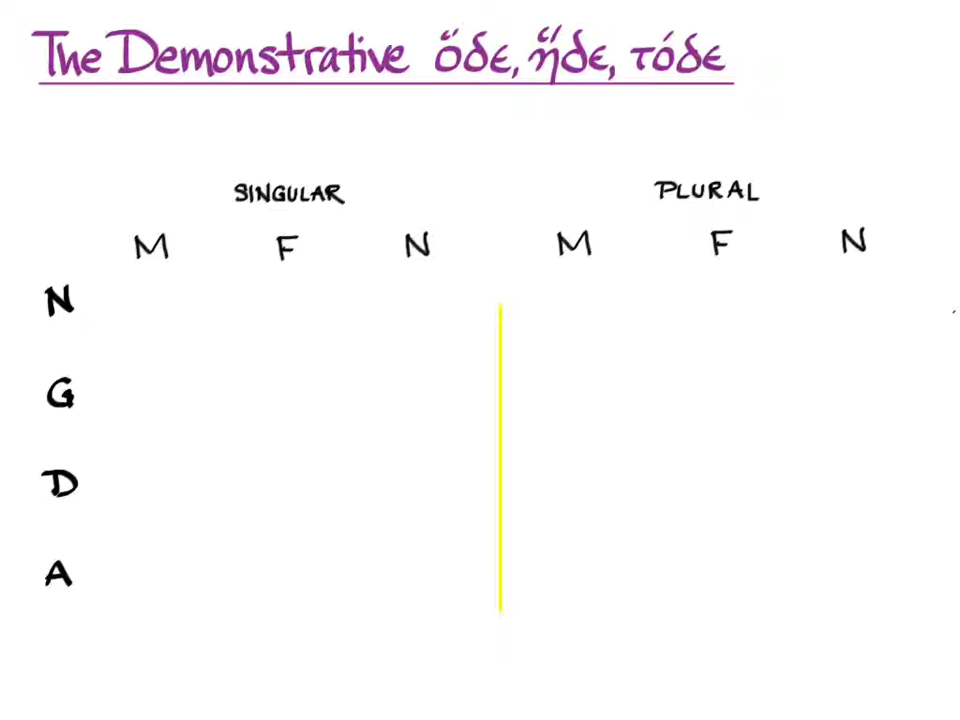 The Demonstrative ὅδε, ἥδε, τόδε
SINGULAR PLURAL
M F N M F N
N
G
D
A